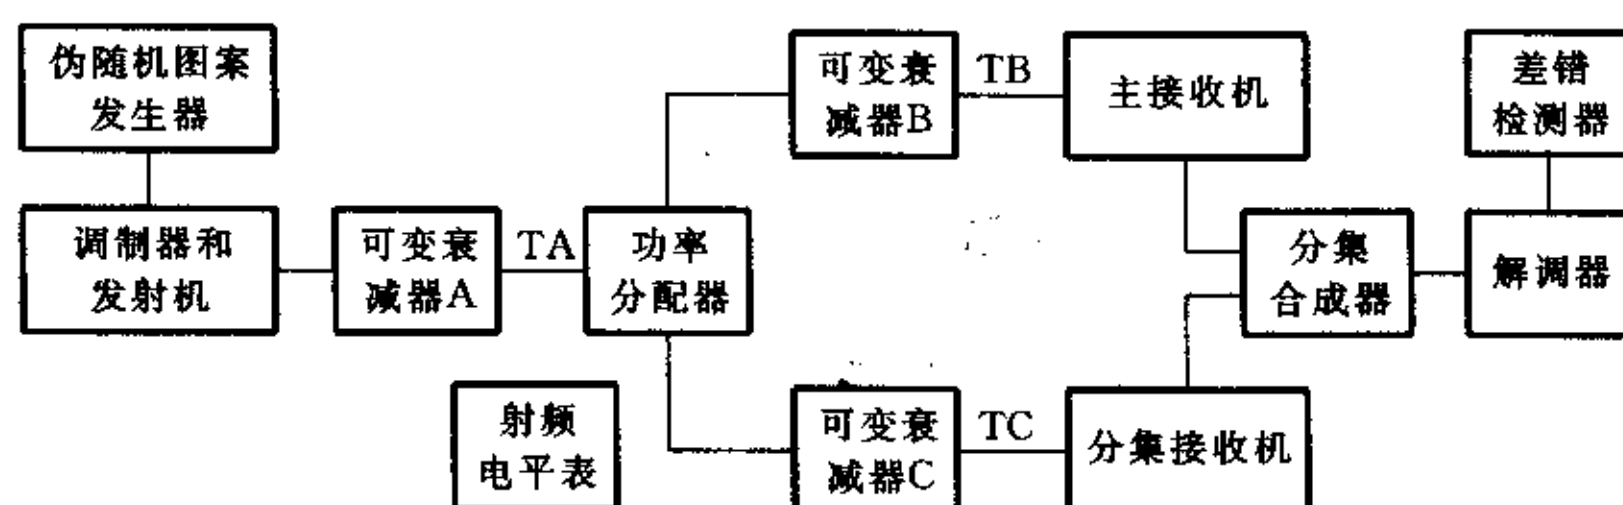 伪随机图案
发生器
调制器和
发射机
可变衰
减器A
TA
功率
分配器
可变衰
减器B
TB
主接收机
差错
检测器
分集
合成器
解调器
射频
电平表
可变衰
减器C
TC
分集接收机